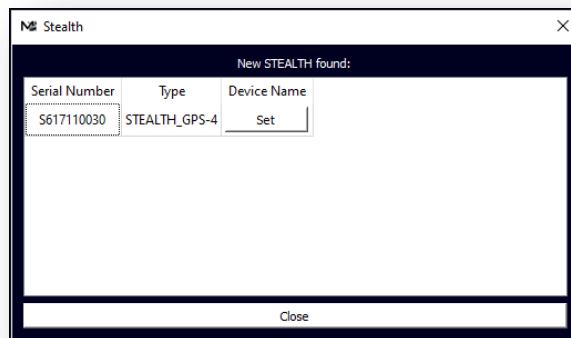 Stealth
New STEALTH found:
Serial Number Type Device Name
S617110030 STEALTH_GPS-4 Set
Close